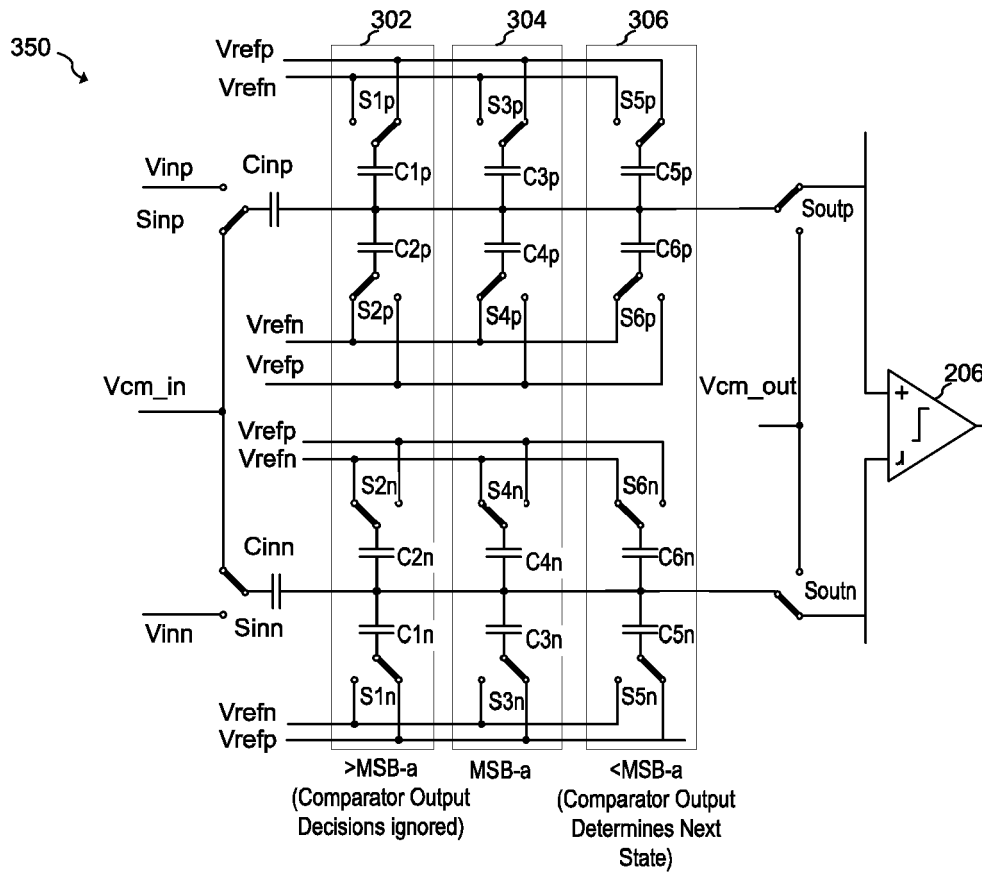 350
302
304
306
Vrefp
Vrefn
S1p
S3p
S5p
Vinp
Cinp
C1p
C3p
C5p
Sinp
Soutp
C2p
C4p
C6p
S2p
S4p
S6p
Vrefn
Vrefp
Vcm_in
Vcm_out
206
+
Vrefp
Vrefn
S2n
S4n
S6n
Cinn
C2n
C4n
C6n
Soutn
Vinn
Sinn
C1n
C3n
C5n
S1n
S3n
S5n
Vrefn
Vrefp
>MSB-a
(Comparator Output
Decisions ignored)
MSB-a
<MSB-a
(Comparator Output
Determines Next
State)